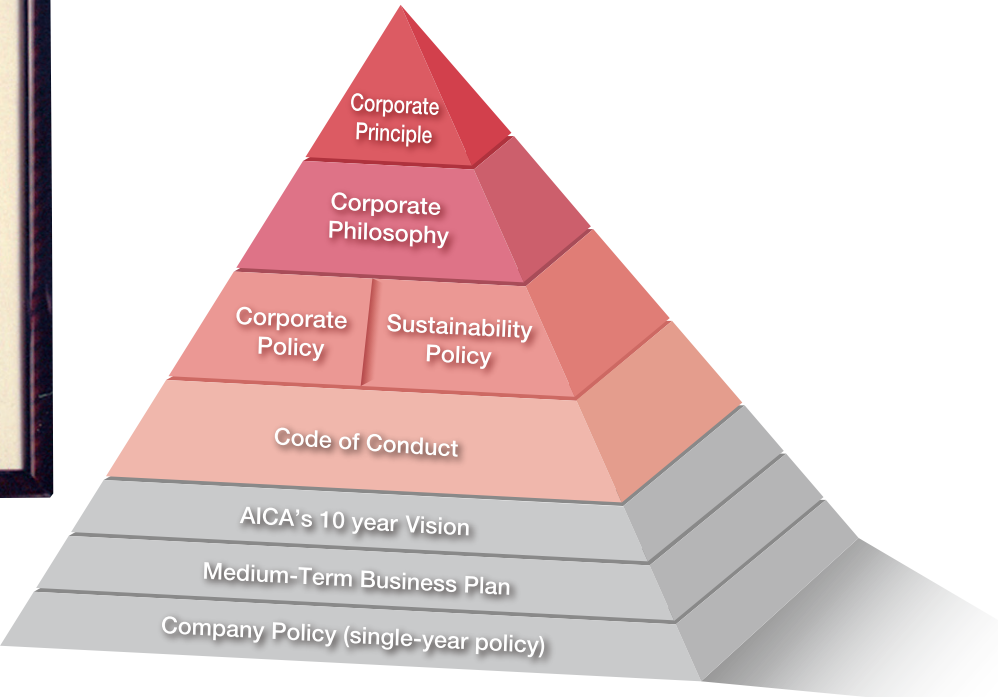 Corporate
Principle
Corporate
Philosophy
Corporate
Policy
Sustainability
Policy
Code of Conduct
AICA's 10 year Vision
Medium-Term Business Plan
Company Policy (single-year policy)